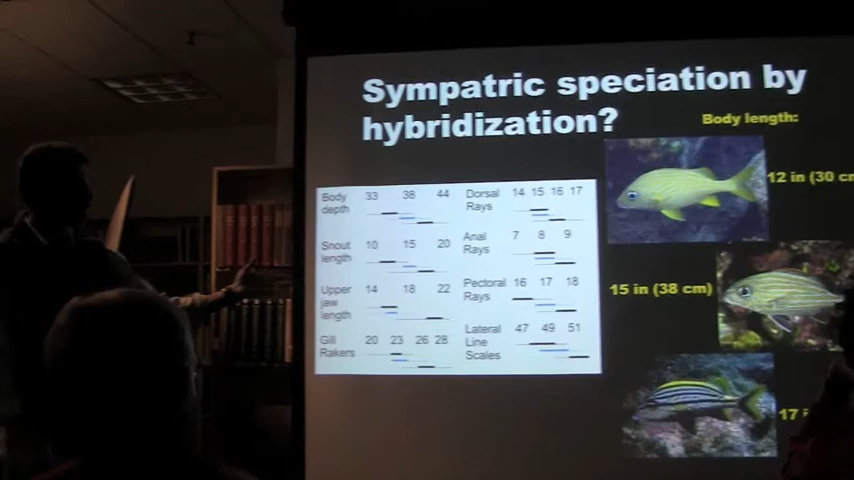 Sympatric speciation by
hybridization?
Body length:
12 in (30 cm
15 in (38 cm)
17 i
Body depth 33 38 44
Snout length 10 15 20
Upper jaw length 14 18 22
Gill Rakers 20 23 26 28
Dorsal Rays 14 15 16 17
Anal Rays 7 8 9
Pectoral Rays 16 17 18
Lateral Line Scales 47 49 51